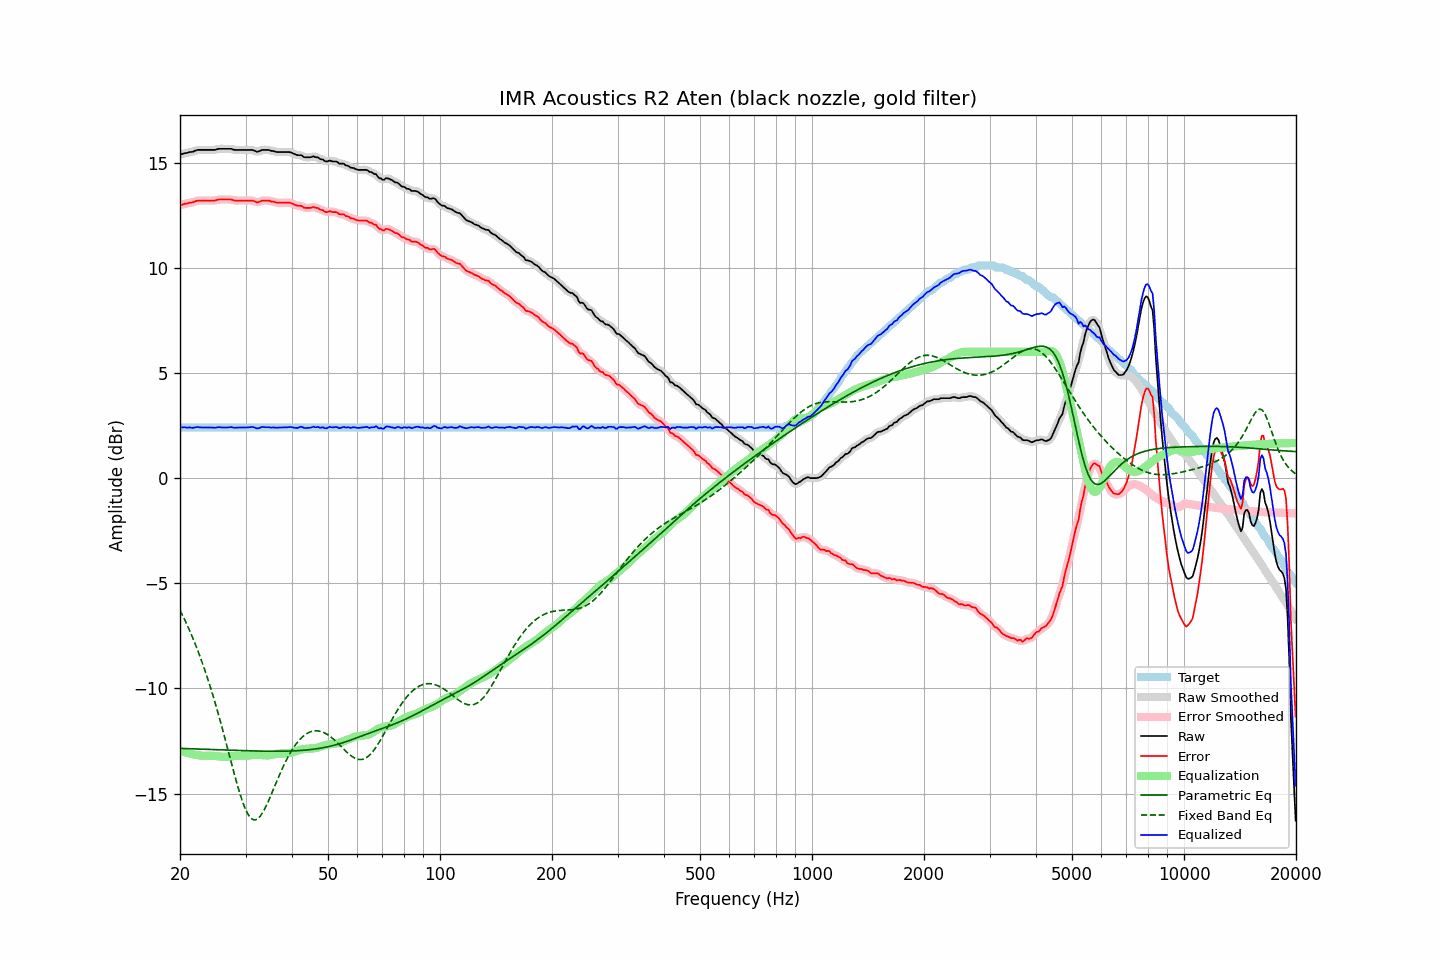 IMR Acoustics R2 Aten (black nozzle, gold filter)
Amplitude (dBr)
15
10
5
0
−5
−10
−15
20 50 100 200 500 1000 2000 5000 10000 20000
Frequency (Hz)
Target
Raw Smoothed
Error Smoothed
Raw
Error
Equalization
Parametric Eq
Fixed Band Eq
Equalized